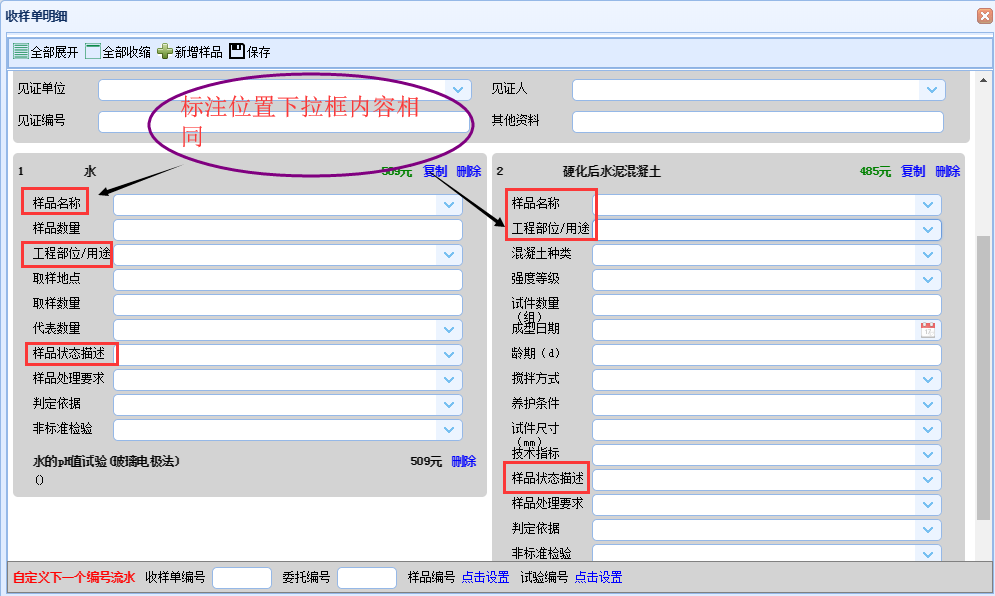 收样单明细
全部展开 全部收缩 新增样品 保存
见证单位 见证人
见证编号 其他资料
标注位置下拉框内容相
同
1 水 509元 复制 删除
样品名称
样品数量
工程部位/用途
取样地点
取样数量
代表数量
样品状态描述
样品处理要求
判定依据
非标准检验
水的pH值试验(玻璃电极法) 509元 删除
()
2 硬化后水泥混凝土 485元 复制 删除
样品名称
工程部位/用途
混凝土种类
强度等级
试件数量
(组)
成型日期
龄期(d)
搅拌方式
养护条件
试件尺寸
(mm)
技术指标
样品状态描述
样品处理要求
判定依据
非标准检验
自定义下一个编号流水 收样单编号 委托编号 样品编号 点击设置 试验编号 点击设置